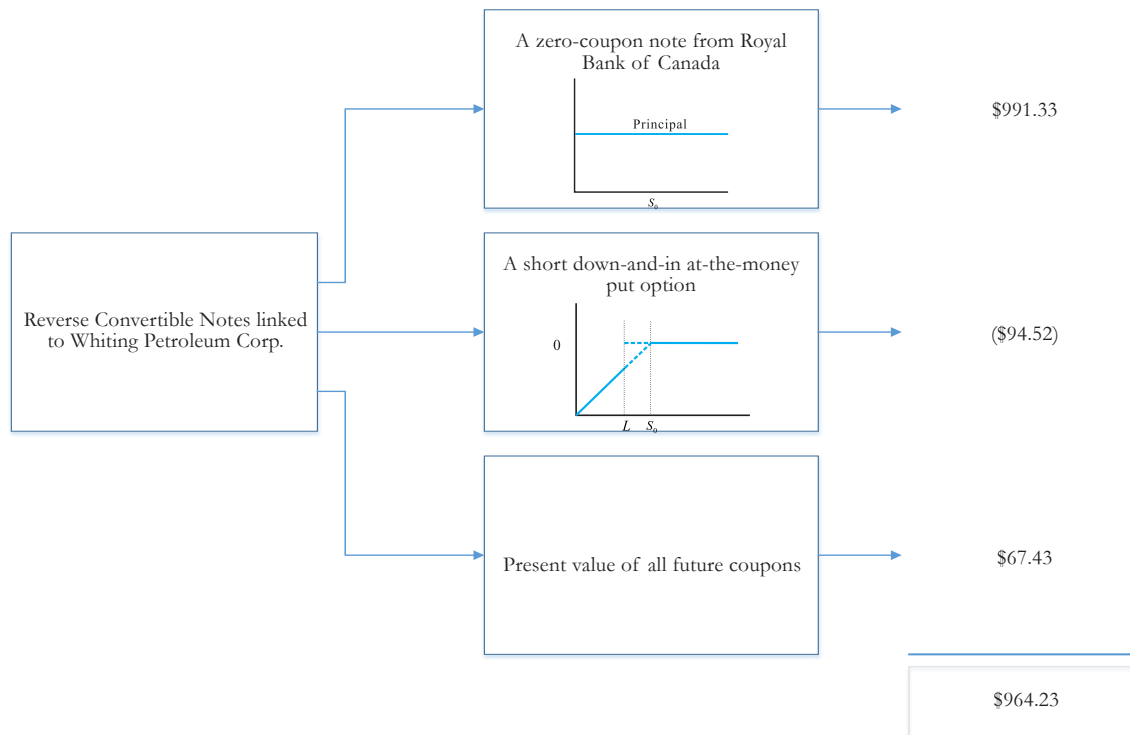 A zero-coupon note from Royal
Bank of Canada
Principal
S₀
$991.33
Reverse Convertible Notes linked
to Whiting Petroleum Corp.
A short down-and-in at-the-money
put option
0
L S₀
($94.52)
Present value of all future coupons
$67.43
$964.23